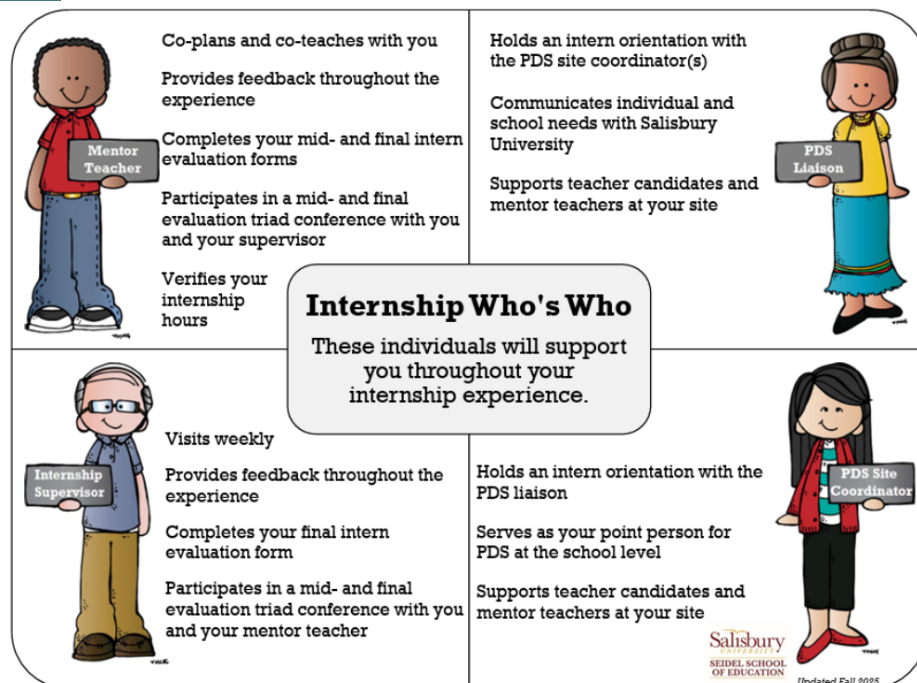 Co-plans and co-teaches with you
Provides feedback throughout the
experience
Completes your mid- and final intern
evaluation forms
Participates in a mid- and final
evaluation triad conference with you
and your supervisor
Verifies your
internship
hours
Mentor
Teacher
Holds an intern orientation with
the PDS site coordinator(s)
Communicates individual and
school needs with Salisbury
University
Supports teacher candidates and
mentor teachers at your site
PDS
Liaison
Internship Who's Who
These individuals will support
you throughout your
internship experience.
Visits weekly
Provides feedback throughout the
experience
Completes your final intern
evaluation form
Participates in a mid- and final
evaluation triad conference with you
and your mentor teacher
Internship
Supervisor
Holds an intern orientation with the
PDS liaison
Serves as your point person for
PDS at the school level
Supports teacher candidates and
mentor teachers at your site
PDS Site
Coordinator
Salisbury
UNIVERSITY
SEIDEL SCHOOL
OF EDUCATION
Updated Fall 2025